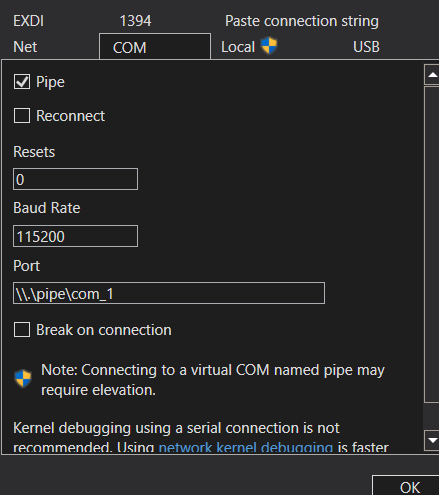 EXDI 1394 Paste connection string
Net COM Local USB
Pipe
Reconnect
Resets
0
Baud Rate
115200
Port
\\.\pipe\com_1
Break on connection
Note: Connecting to a virtual COM named pipe may
require elevation.
Kernel debugging using a serial connection is not
recommended. Using network kernel debugging is faster
OK